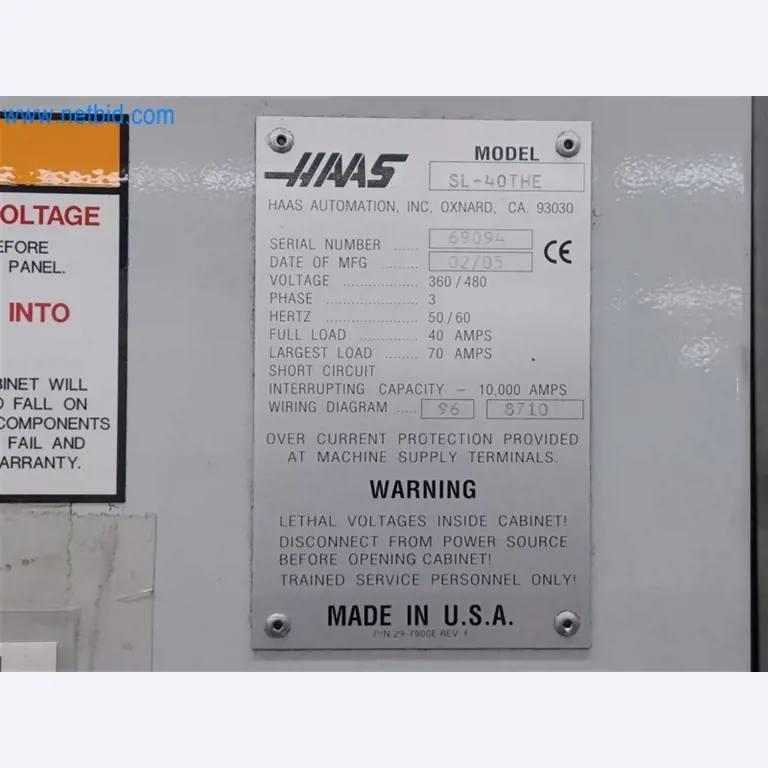 www.netbid.com
OLTAGE
EFORE
PANEL.
INTO
BINET WILL
D FALL ON
COMPONENTS
FAIL AND
ARRANTY.
HAAS
MODEL
SL-40THE
HAAS AUTOMATION, INC, OXNARD, CA. 93030
SERIAL NUMBER ..... 69094
CE
DATE OF MFG ........ 02/05
VOLTAGE ................. 360/480
PHASE ..................... 3
HERTZ ..................... 50/60
FULL LOAD .............. 40 AMPS
LARGEST LOAD ........ 70 AMPS
SHORT CIRCUIT
INTERRUPTING CAPACITY – 10,000 AMPS
WIRING DIAGRAM ..... 96 8710
OVER CURRENT PROTECTION PROVIDED
AT MACHINE SUPPLY TERMINALS.
WARNING
LETHAL VOLTAGES INSIDE CABINET!
DISCONNECT FROM POWER SOURCE
BEFORE OPENING CABINET!
TRAINED SERVICE PERSONNEL ONLY!
MADE IN U.S.A.
P/N 29-7900E REV F